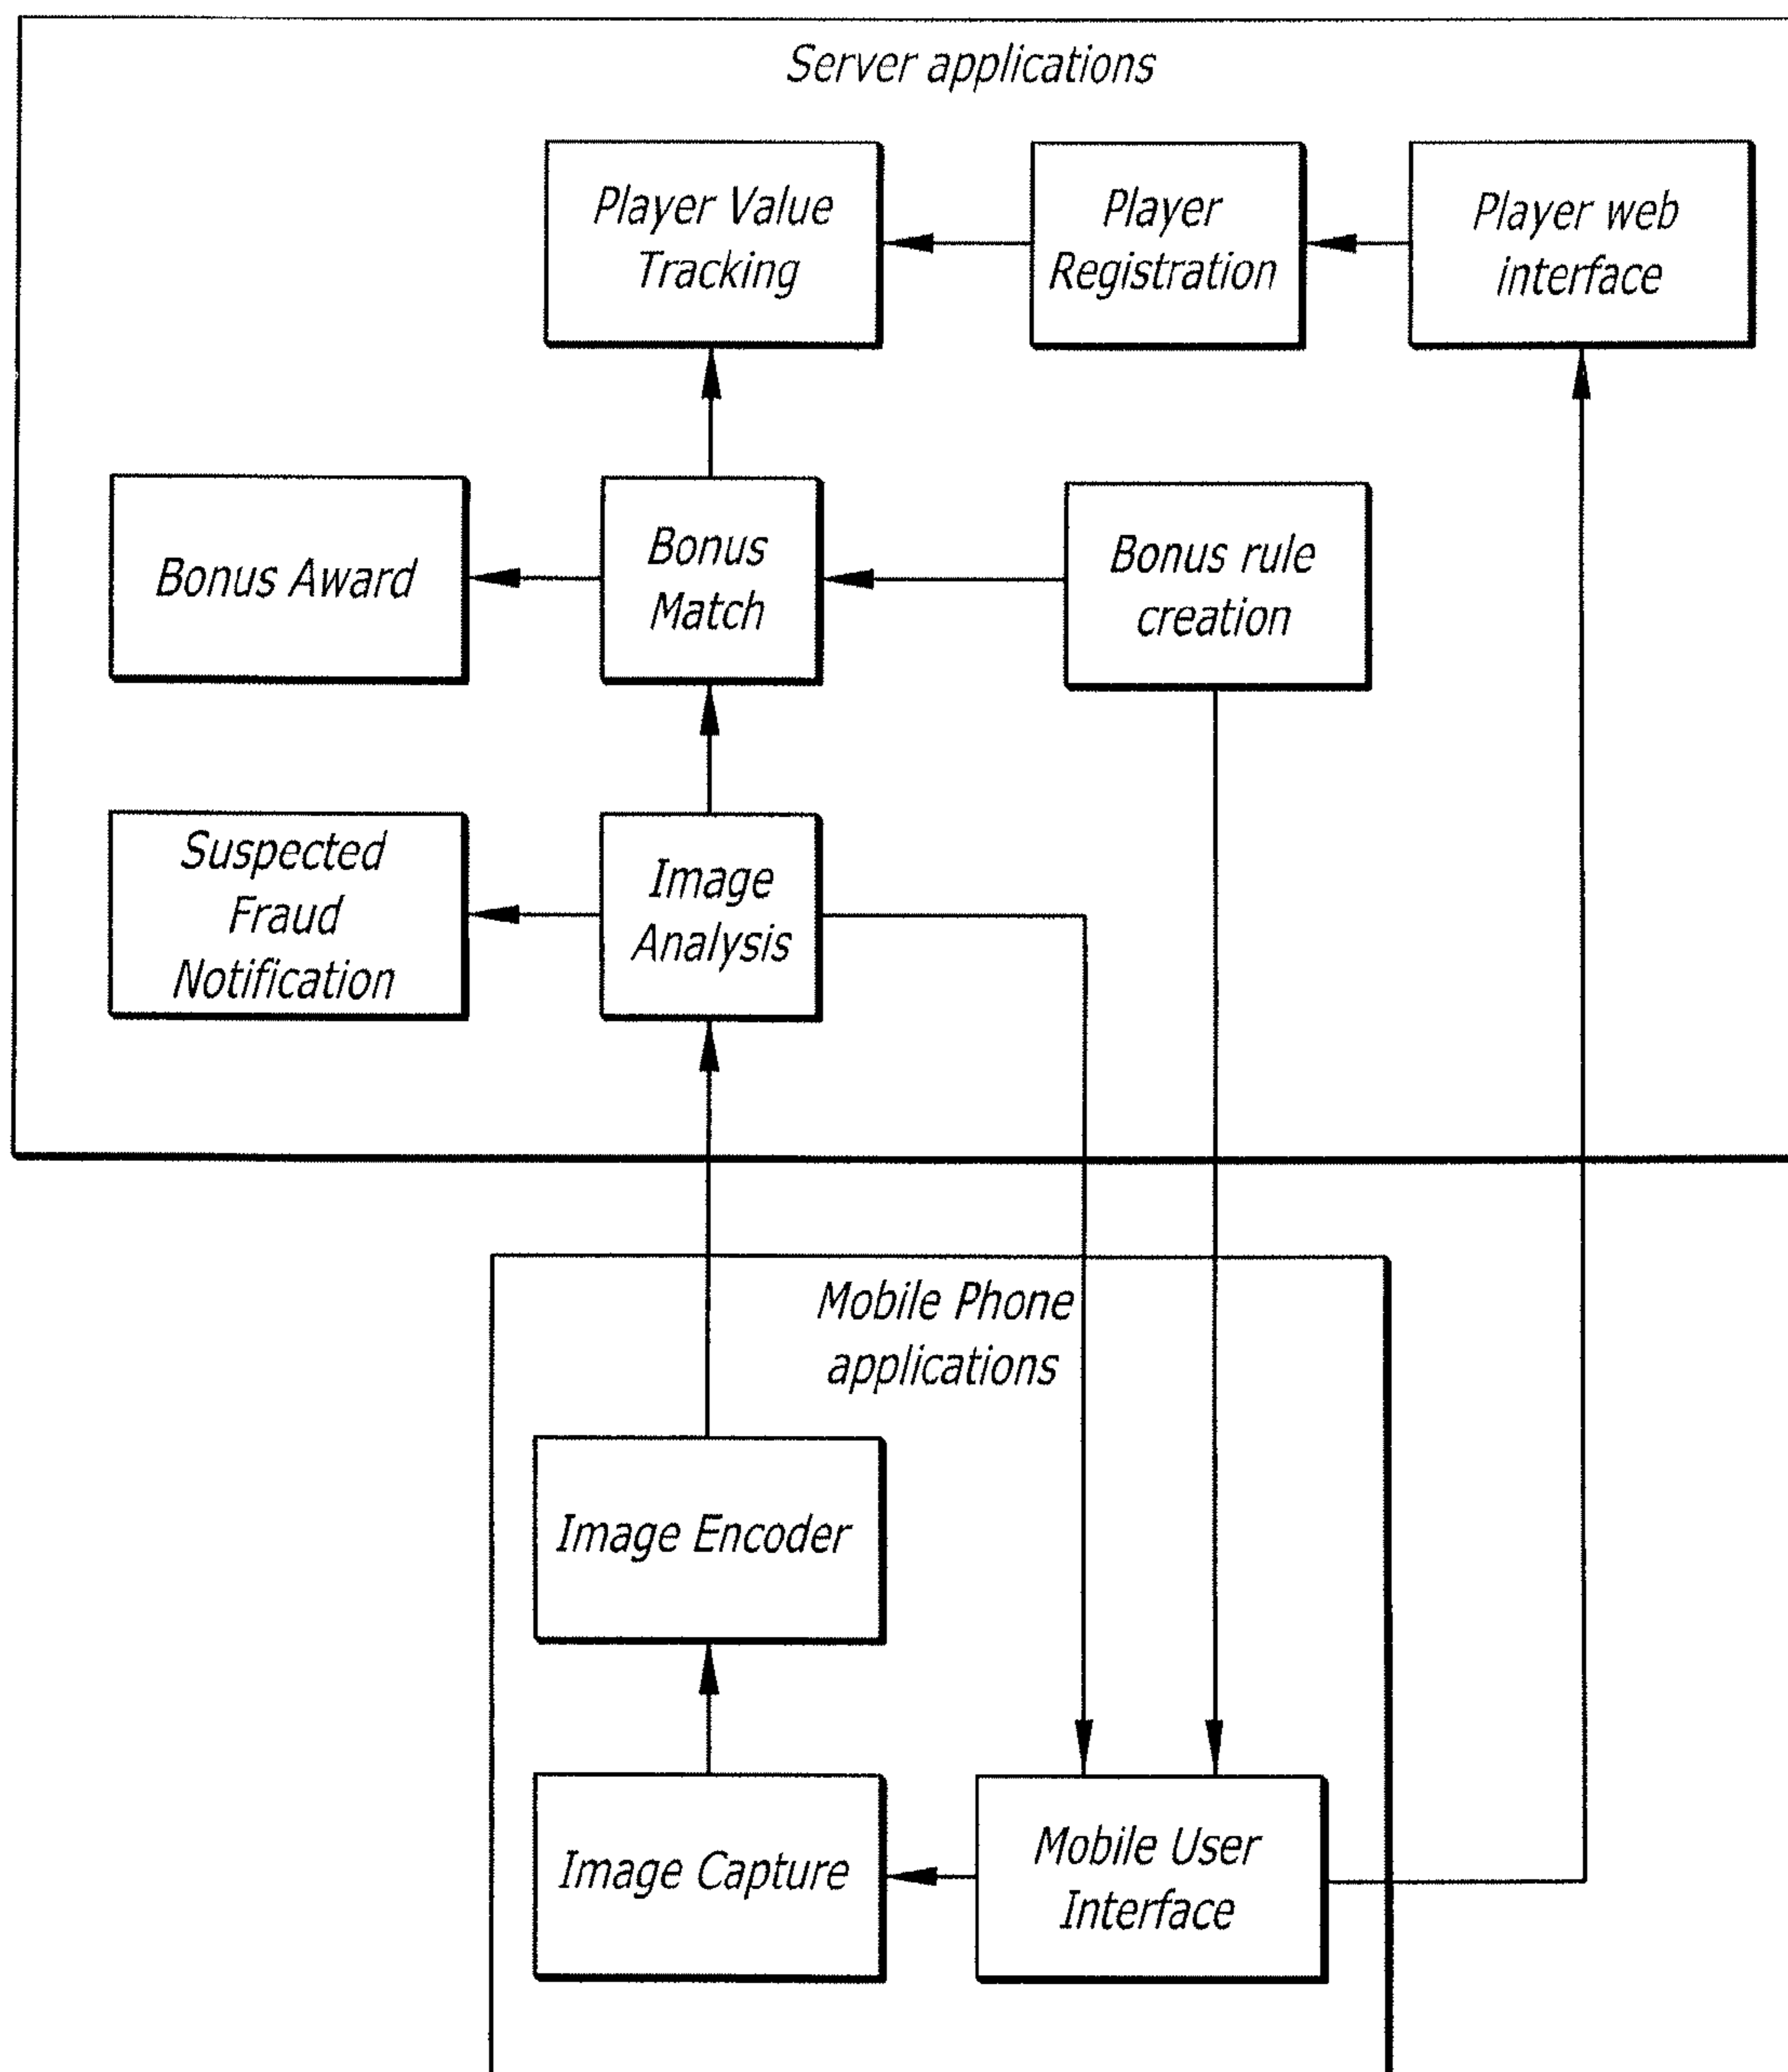 Server applications
Player Value
Tracking
Player
Registration
Player web
interface
Bonus Award
Bonus
Match
Bonus rule
creation
Suspected
Fraud
Notification
Image
Analysis
Mobile Phone
applications
Image Encoder
Image Capture
Mobile User
Interface